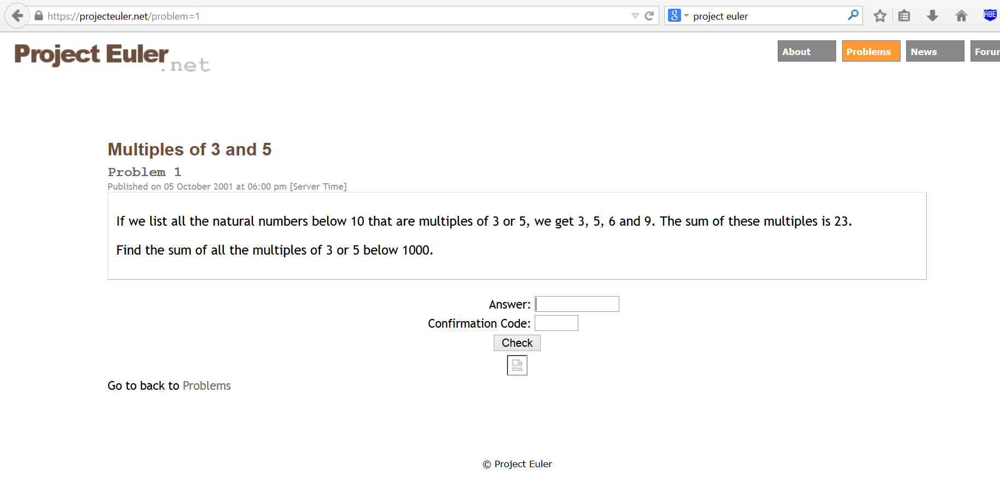 https://projecteuler.net/problem=1
8 project euler
ABE
Project Euler
.net
About Problems News
Multiples of 3 and 5
Problem 1
Published on 05 October 2001 at 06:00 pm [Server Time]
If we list all the natural numbers below 10 that are multiples of 3 or 5, we get 3, 5, 6 and 9. The sum of these multiples is 23.
Find the sum of all the multiples of 3 or 5 below 1000.
Answer:
Confirmation Code:
Check
Go to back to Problems
© Project Euler